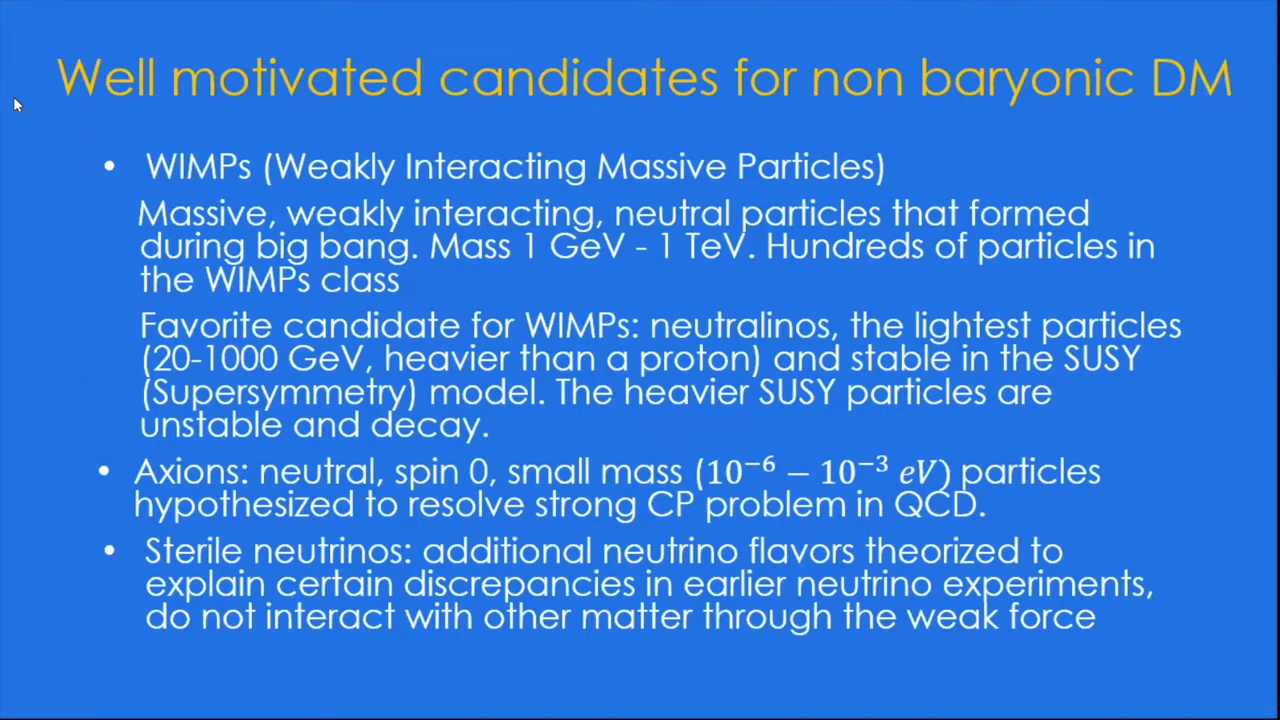 Well motivated candidates for non baryonic DM
• WIMPs (Weakly Interacting Massive Particles)
Massive, weakly interacting, neutral particles that formed
during big bang. Mass 1 GeV - 1 TeV. Hundreds of particles in
the WIMPs class
Favorite candidate for WIMPs: neutralinos, the lightest particles
(20-1000 GeV, heavier than a proton) and stable in the SUSY
(Supersymmetry) model. The heavier SUSY particles are
unstable and decay.
• Axions: neutral, spin 0, small mass (10⁻⁶ − 10⁻³ eV) particles
hypothesized to resolve strong CP problem in QCD.
• Sterile neutrinos: additional neutrino flavors theorized to
explain certain discrepancies in earlier neutrino experiments,
do not interact with other matter through the weak force